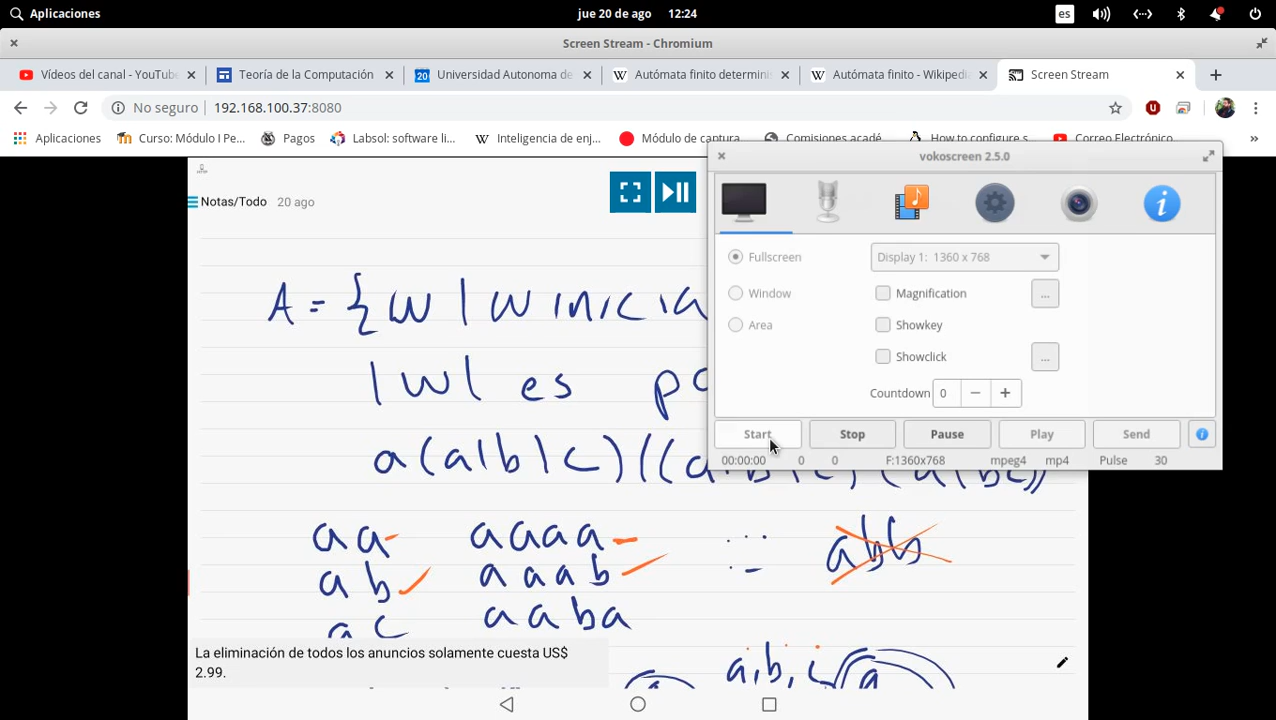 Aplicaciones
jue 20 de ago 12:24
es
Screen Stream - Chromium
Vídeos del canal - YouTube
Teoría de la Computación
20 Universidad Autonoma de
Autómata finito determini
Autómata finito - Wikipedia
Screen Stream
No seguro 192.168.100.37:8080
Aplicaciones
Curso: Módulo I Pe...
Pagos
Labsol: software li...
Inteligencia de enj...
Módulo de captura
Comisiones acadé
How to configure s
Correo Electrónico
Notas/Todo 20 ago
vokoscreen 2.5.0
Fullscreen
Display 1: 1360 x 768
Window
Magnification
...
Area
Showkey
Showclick
...
Countdown 0
Start
Stop
Pause
Play
Send
00:00:00 0 0 F:1360x768 mpeg4 mp4 Pulse 30
A = { w | w inicia
|w| es pa
a(a|b|c)((
aa aaaa abb
ab aaab
ac aaba
a,b,c a
La eliminación de todos los anuncios solamente cuesta US$
2.99.